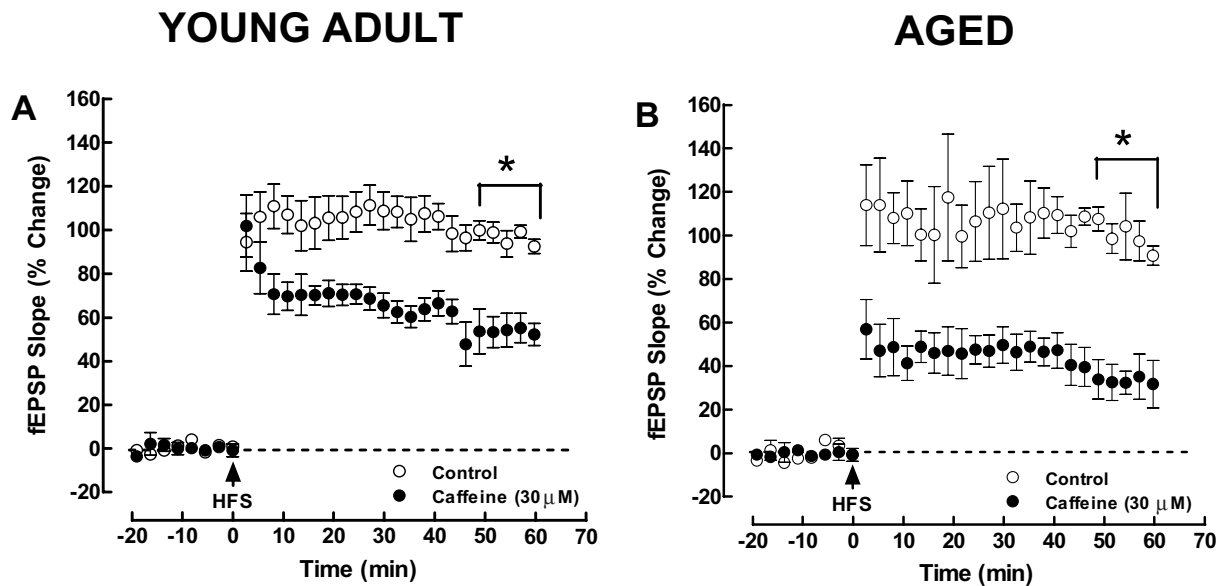 YOUNG ADULT
AGED
A
160
140
120
100
80
60
40
20
0
-20
fEPSP Slope (% Change)
*
Control
Caffeine (30 μM)
HFS
-20 -10 0 10 20 30 40 50 60 70
Time (min)
B
160
140
120
100
80
60
40
20
0
-20
fEPSP Slope (% Change)
*
Control
Caffeine (30 μM)
HFS
-20 -10 0 10 20 30 40 50 60 70
Time (min)